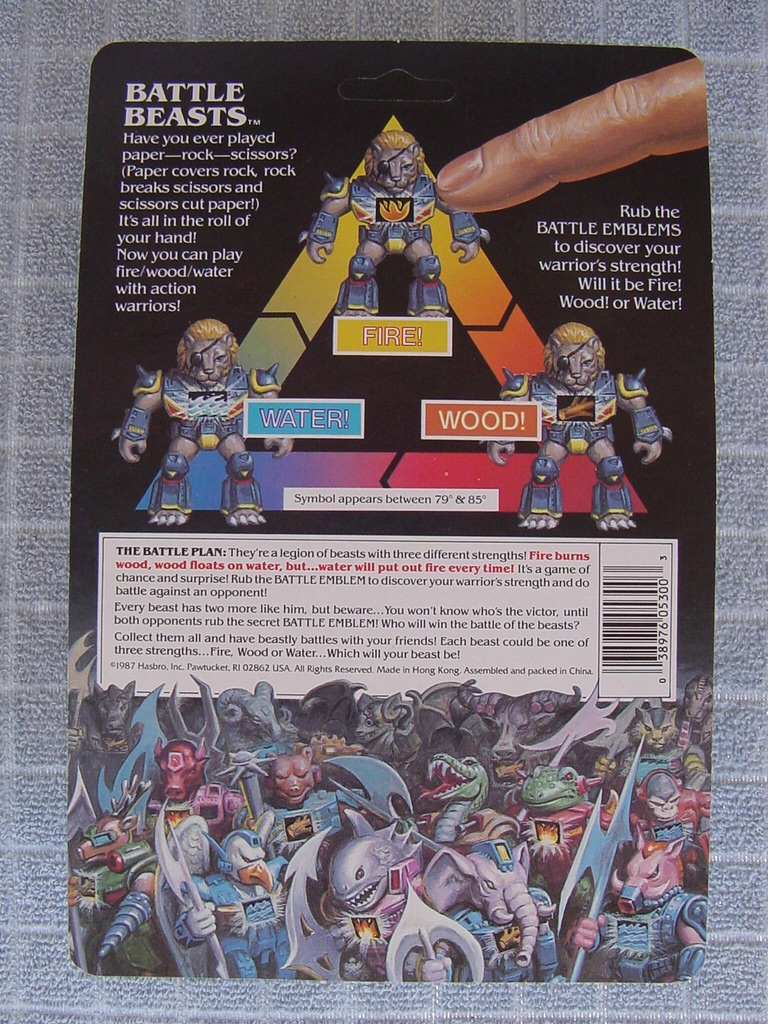 BATTLE
BEASTS™
Have you ever played
paper—rock—scissors?
(Paper covers rock, rock
breaks scissors and
scissors cut paper!)
It's all in the roll of
your hand!
Now you can play
fire/wood/water
with action
warriors!
Rub the
BATTLE EMBLEMS
to discover your
warrior's strength!
Will it be Fire!
Wood! or Water!
FIRE!
WATER!
WOOD!
Symbol appears between 79° & 85°
THE BATTLE PLAN: They're a legion of beasts with three different strengths! Fire burns
wood, wood floats on water, but...water will put out fire every time! It's a game of
chance and surprise! Rub the BATTLE EMBLEM to discover your warrior's strength and do
battle against an opponent!
Every beast has two more like him, but beware...You won't know who's the victor, until
both opponents rub the secret BATTLE EMBLEM! Who will win the battle of the beasts?
Collect them all and have beastly battles with your friends! Each beast could be one of
three strengths...Fire, Wood or Water...Which will your beast be!
©1987 Hasbro, Inc. Pawtucket, RI 02862 USA. All Rights Reserved. Made in Hong Kong. Assembled and packed in China.
0 38976 05300 3